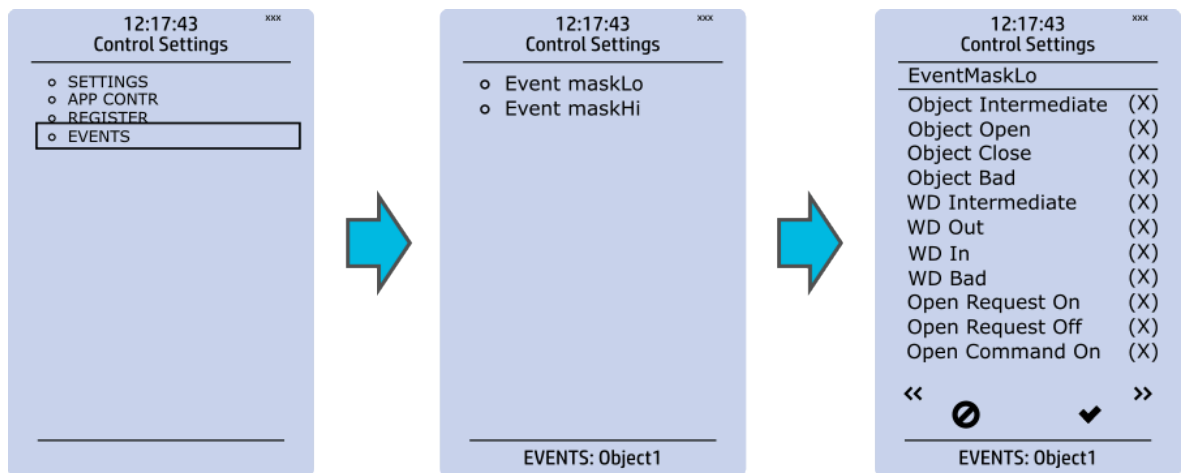 12:17:43 xxx
Control Settings
SETTINGS
APP CONTR
REGISTER
EVENTS
12:17:43 xxx
Control Settings
Event maskLo
Event maskHi
EVENTS: Object1
12:17:43 xxx
Control Settings
EventMaskLo
Object Intermediate (X)
Object Open (X)
Object Close (X)
Object Bad (X)
WD Intermediate (X)
WD Out (X)
WD In (X)
WD Bad (X)
Open Request On (X)
Open Request Off (X)
Open Command On (X)
<< >>
EVENTS: Object1